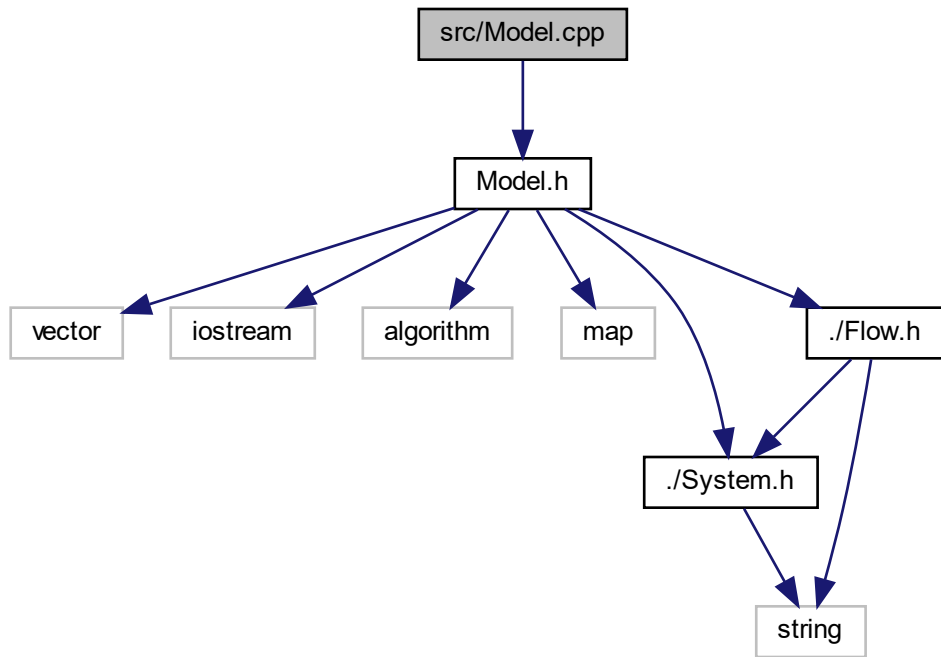 src/Model.cpp
Model.h
vector
iostream
algorithm
map
./Flow.h
./System.h
string